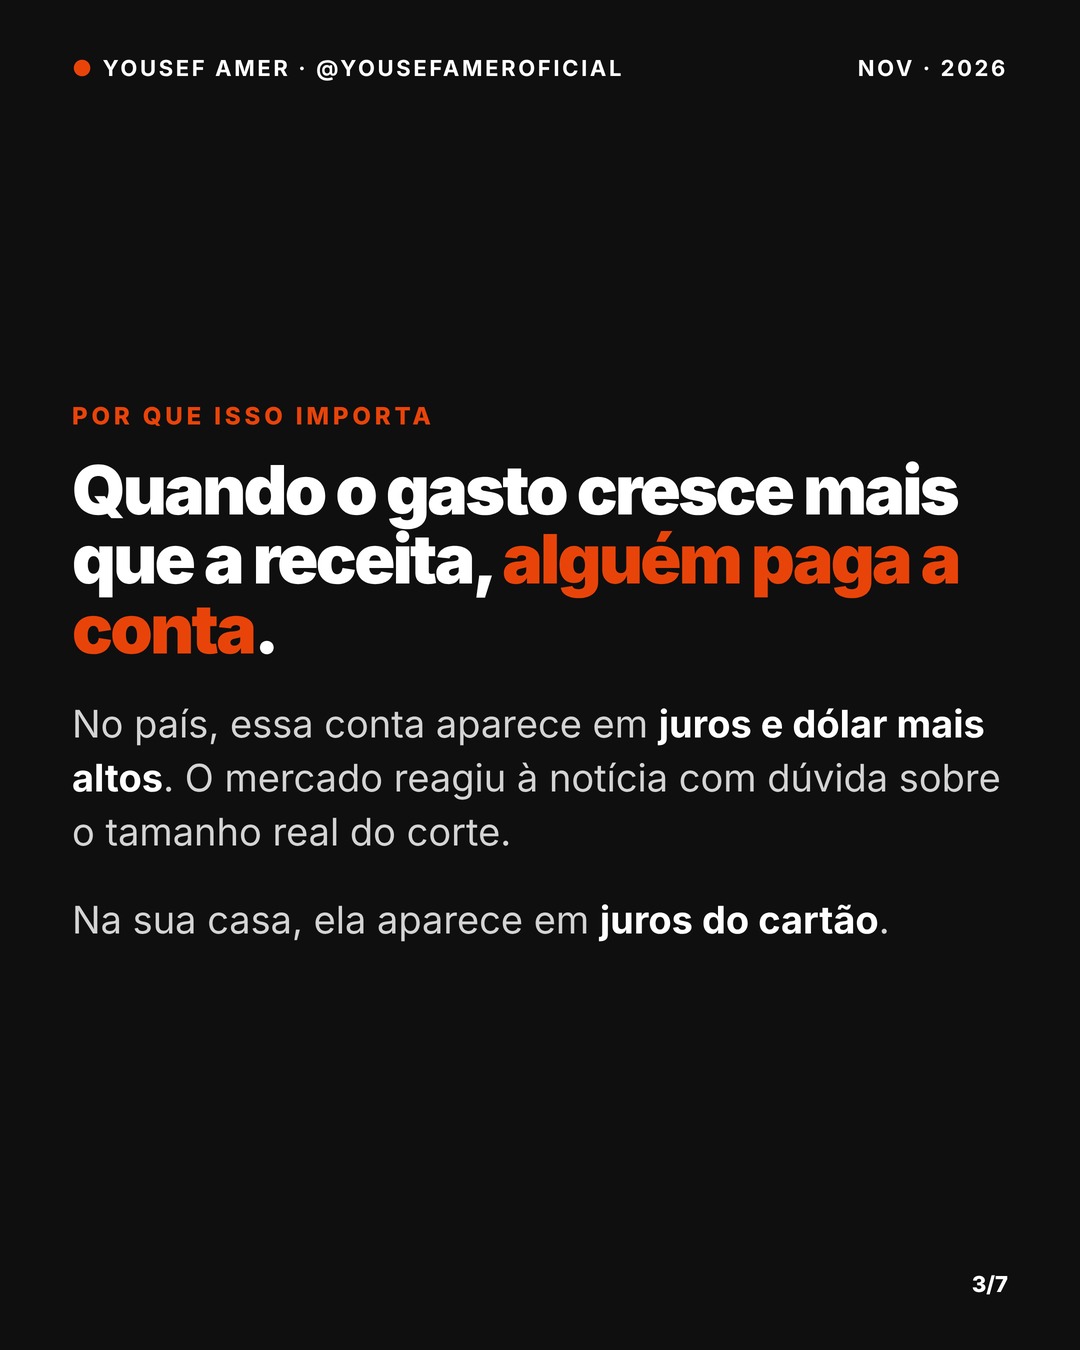 YOUSEF AMER · @YOUSEFAMEROFICIAL
NOV · 2026
POR QUE ISSO IMPORTA
Quando o gasto cresce mais
que a receita, alguém paga a
conta.
No país, essa conta aparece em juros e dólar mais
altos. O mercado reagiu à notícia com dúvida sobre
o tamanho real do corte.
Na sua casa, ela aparece em juros do cartão.
3/7